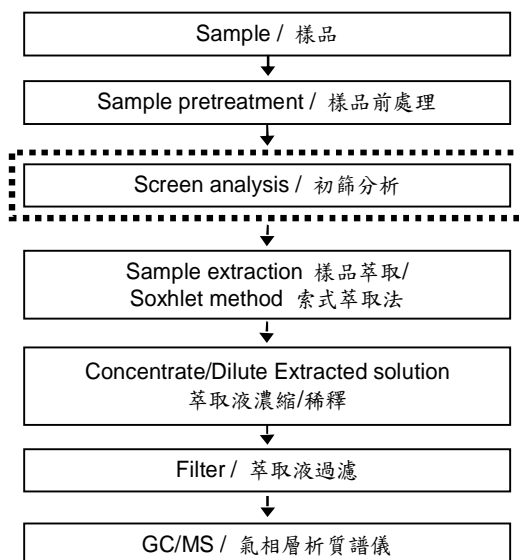 Sample / 樣品
Sample pretreatment / 樣品前處理
Screen analysis / 初篩分析
Sample extraction 樣品萃取/
Soxhlet method 索式萃取法
Concentrate/Dilute Extracted solution
萃取液濃縮/稀釋
Filter / 萃取液過濾
GC/MS / 氣相層析質譜儀